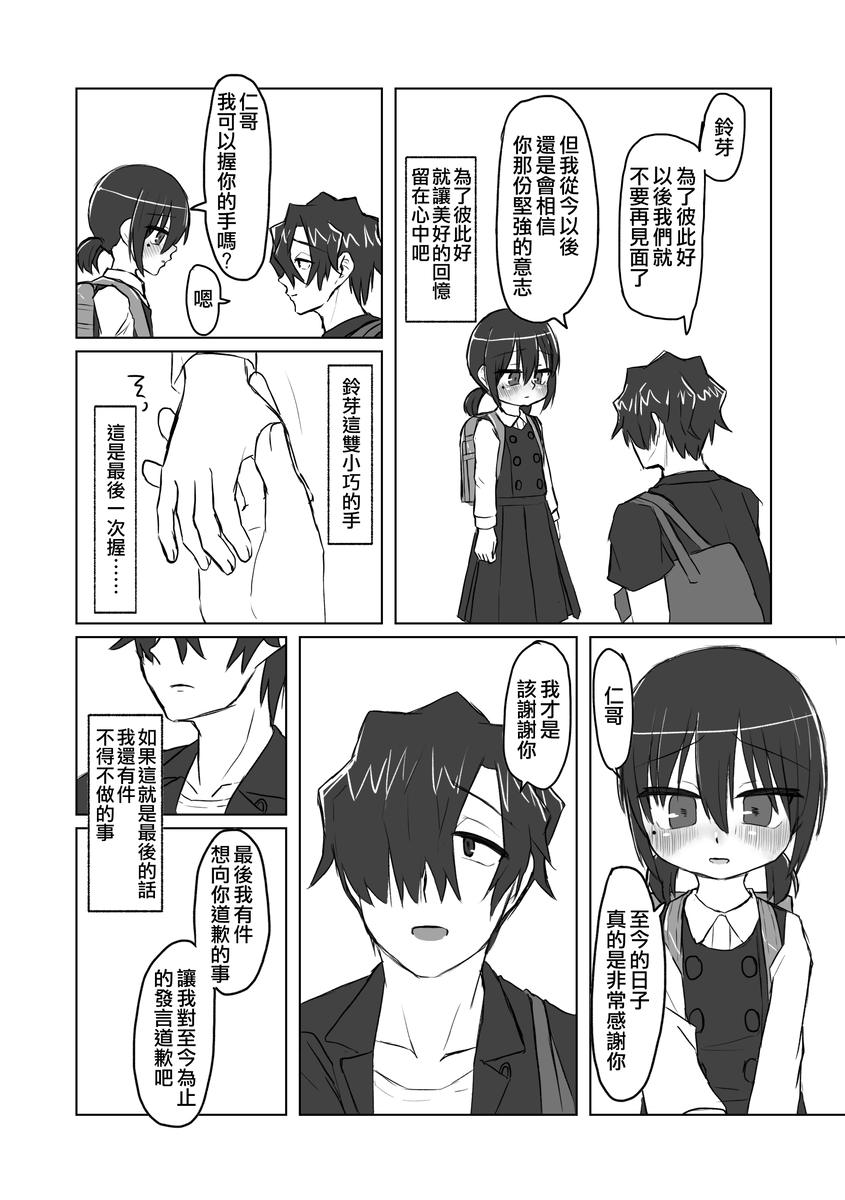 鈴芽
為了彼此好
以後我們就
不要再見面了
但我從今以後
還是會相信
你那份堅強的意志
為了彼此好
就讓美好的回憶
留在心中吧
仁哥
我可以握你的手嗎？
嗯
鈴芽這雙小巧的手
這是最後一次握……
仁哥
至今的日子
真的是非常感謝你
我才是
該謝謝你
如果這就是最後的話
我還有件
不得不做的事
最後我有件
想向你道歉的事
讓我對至今為止
的發言道歉吧